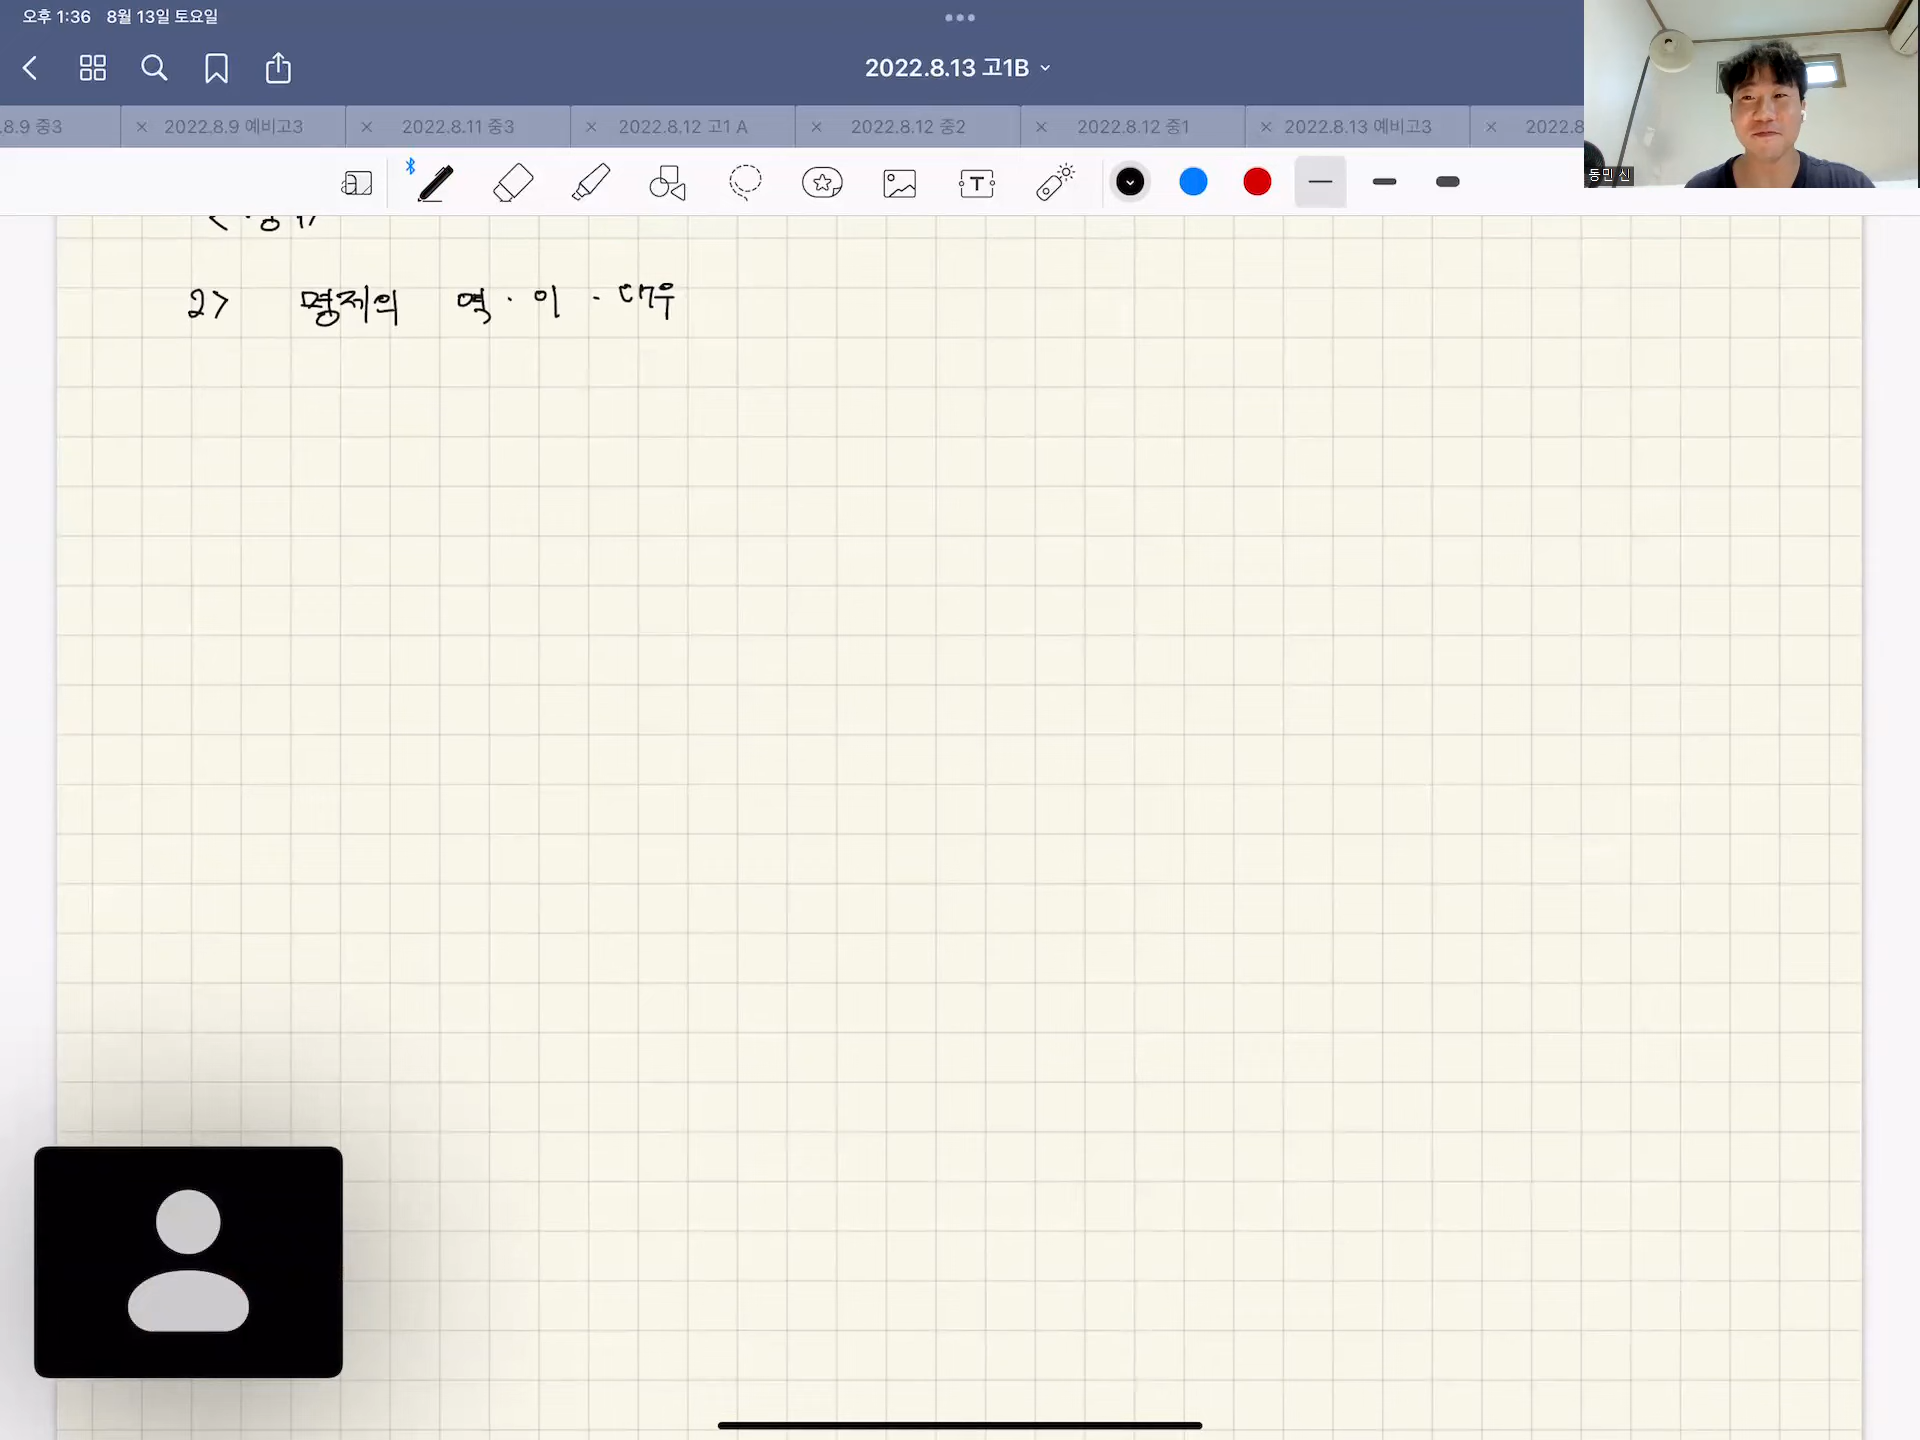 오후 1:36 8월 13일 토요일
2022.8.13 고1B
8.9 중3
2022.8.9 예비고3
2022.8.11 중3
2022.8.12 고1 A
2022.8.12 중2
2022.8.12 중1
2022.8.13 예비고3
2022.8
동민 신
2> 명제의 역 · 이 · 대우